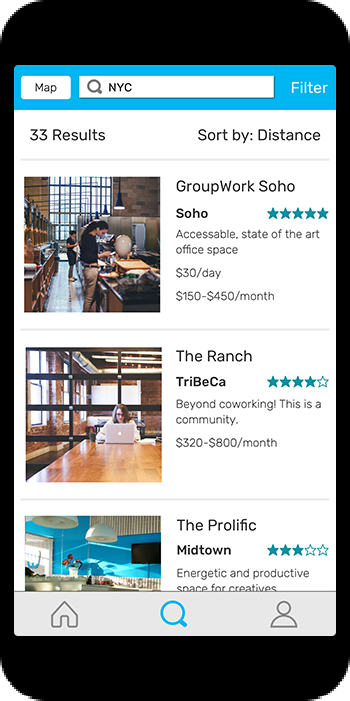 Map
NYC
Filter
33 Results
Sort by: Distance
GroupWork Soho
Soho
Accessable, state of the art
office space
$30/day
$150-$450/month
The Ranch
TriBeCa
Beyond coworking! This is a
community.
$320-$800/month
The Prolific
Midtown
Energetic and productive
space for creatives